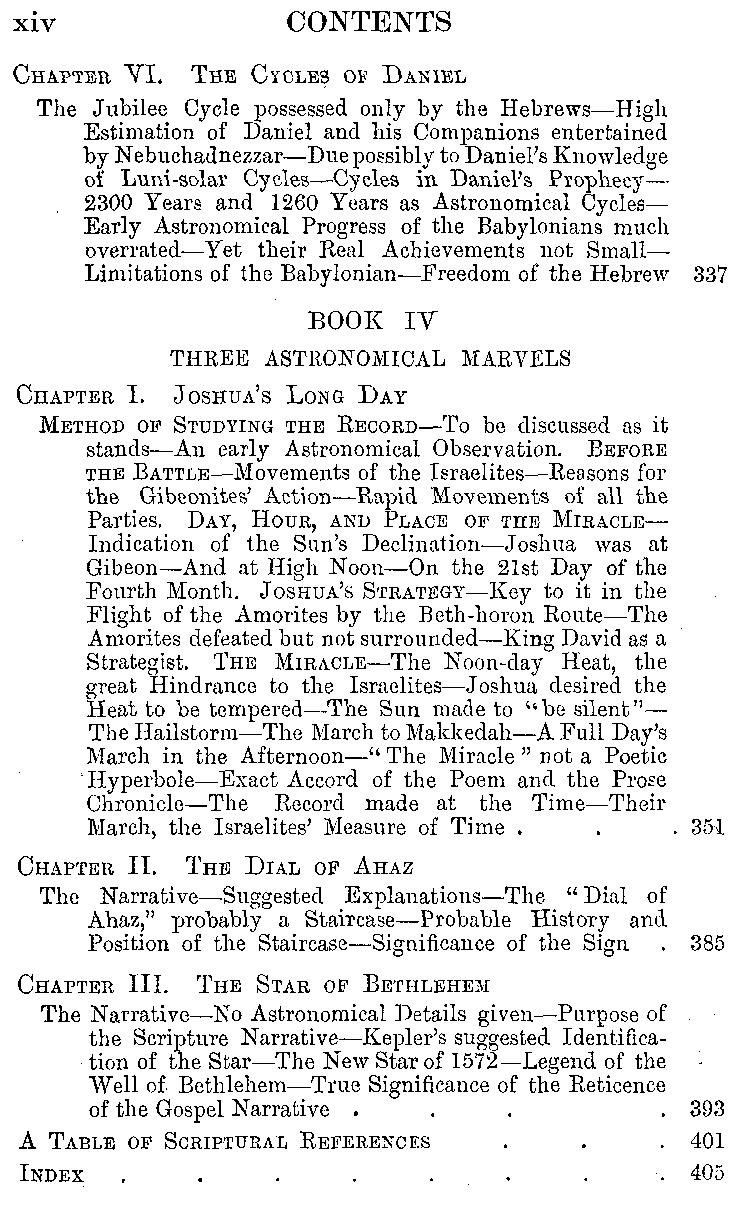 xiv CONTENTS
CHAPTER VI. THE CYCLES OF DANIEL
The Jubilee Cycle possessed only by the Hebrews—High
Estimation of Daniel and his Companions entertained
by Nebuchadnezzar—Due possibly to Daniel's Knowledge
of Luni-solar Cycles—Cycles in Daniel's Prophecy—
2300 Years and 1260 Years as Astronomical Cycles—
Early Astronomical Progress of the Babylonians much
overrated—Yet their Real Achievements not Small—
Limitations of the Babylonian—Freedom of the Hebrew 337
BOOK IV
THREE ASTRONOMICAL MARVELS
CHAPTER I. JOSHUA'S LONG DAY
METHOD OF STUDYING THE RECORD—To be discussed as it
stands—An early Astronomical Observation. BEFORE
THE BATTLE—Movements of the Israelites—Reasons for
the Gibeonites' Action—Rapid Movements of all the
Parties. DAY, HOUR, AND PLACE OF THE MIRACLE—
Indication of the Sun's Declination—Joshua was at
Gibeon—And at High Noon—On the 21st Day of the
Fourth Month. JOSHUA'S STRATEGY—Key to it in the
Flight of the Amorites by the Beth-horon Route—The
Amorites defeated but not surrounded—King David as a
Strategist. THE MIRACLE—The Noon-day Heat, the
great Hindrance to the Israelites—Joshua desired the
Heat to be tempered—The Sun made to "be silent"—
The Hailstorm—The March to Makkedah—A Full Day's
March in the Afternoon—"The Miracle" not a Poetic
Hyperbole—Exact Accord of the Poem and the Prose
Chronicle—The Record made at the Time—Their
March, the Israelites' Measure of Time . . . 351
CHAPTER II. THE DIAL OF AHAZ
The Narrative—Suggested Explanations—The "Dial of
Ahaz," probably a Staircase—Probable History and
Position of the Staircase—Significance of the Sign . 385
CHAPTER III. THE STAR OF BETHLEHEM
The Narrative—No Astronomical Details given—Purpose of
the Scripture Narrative—Kepler's suggested Identifica-
tion of the Star—The New Star of 1572—Legend of the
Well of Bethlehem—True Significance of the Reticence
of the Gospel Narrative . . . . 393
A TABLE OF SCRIPTURAL REFERENCES . . . 401
INDEX . . . . . . . . 405